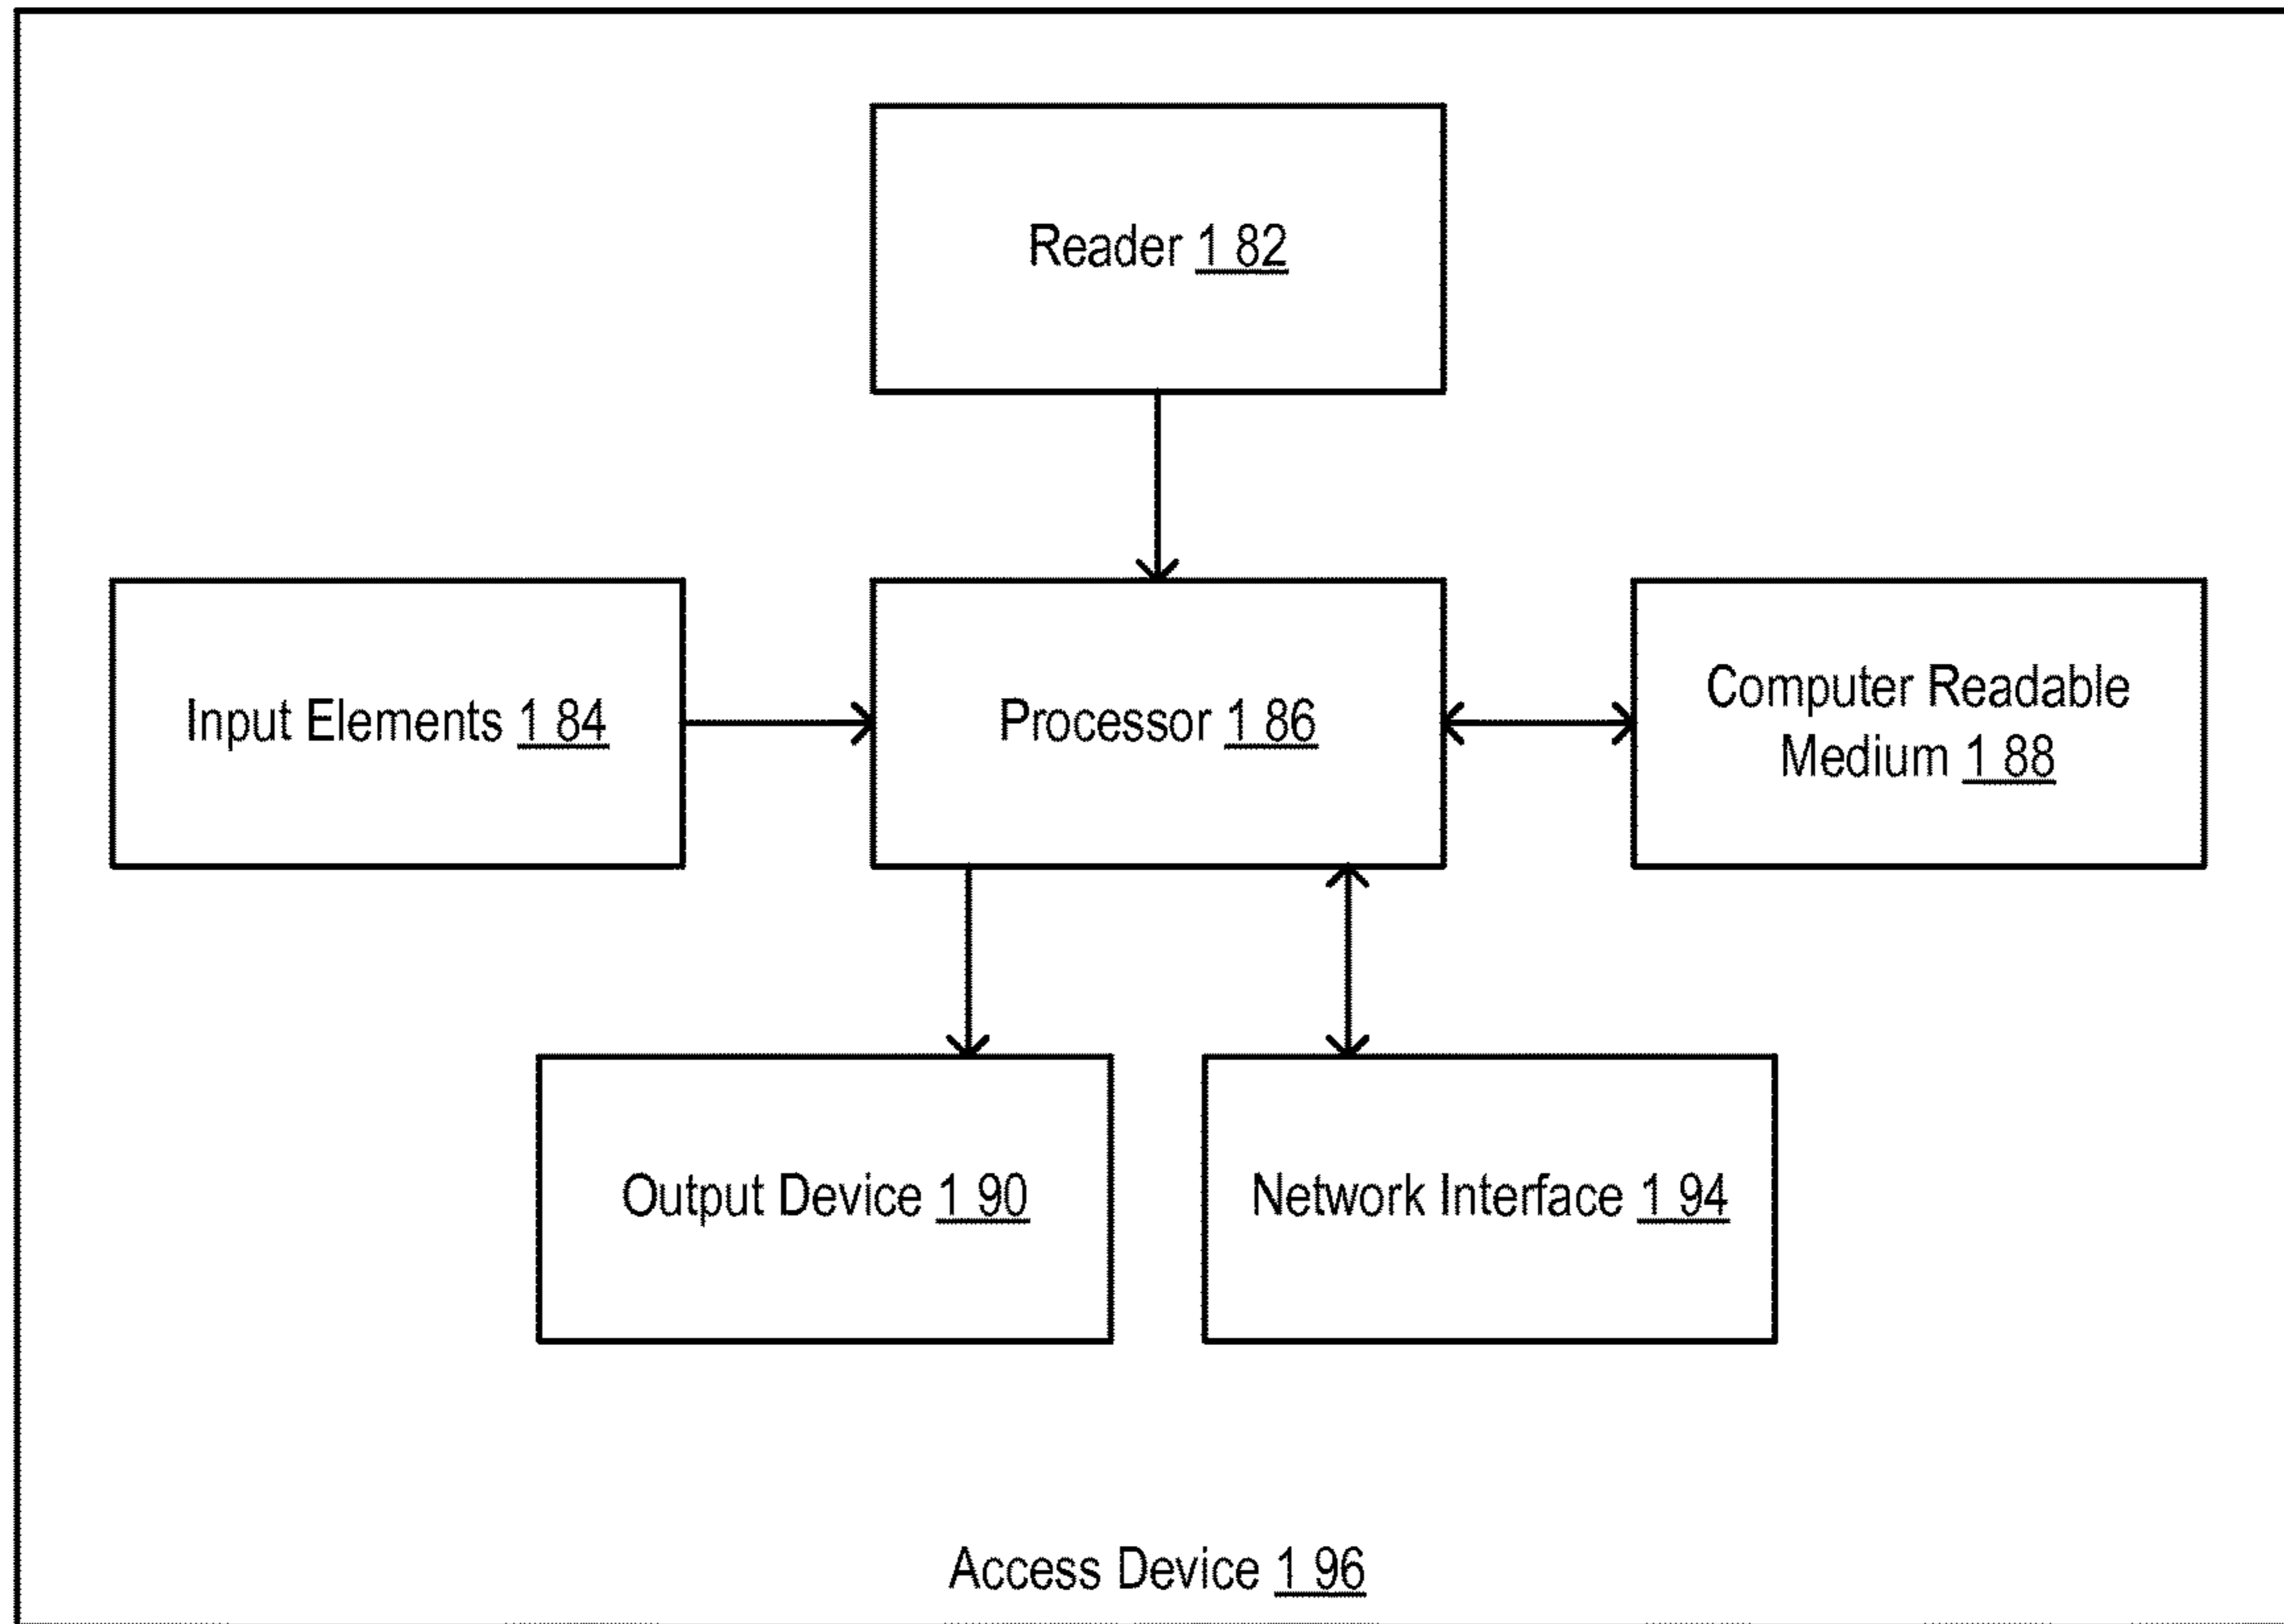 Reader 1 82
Input Elements 1 84
Processor 1 86
Computer Readable
Medium 1 88
Output Device 1 90
Network Interface 1 94
Access Device 1 96